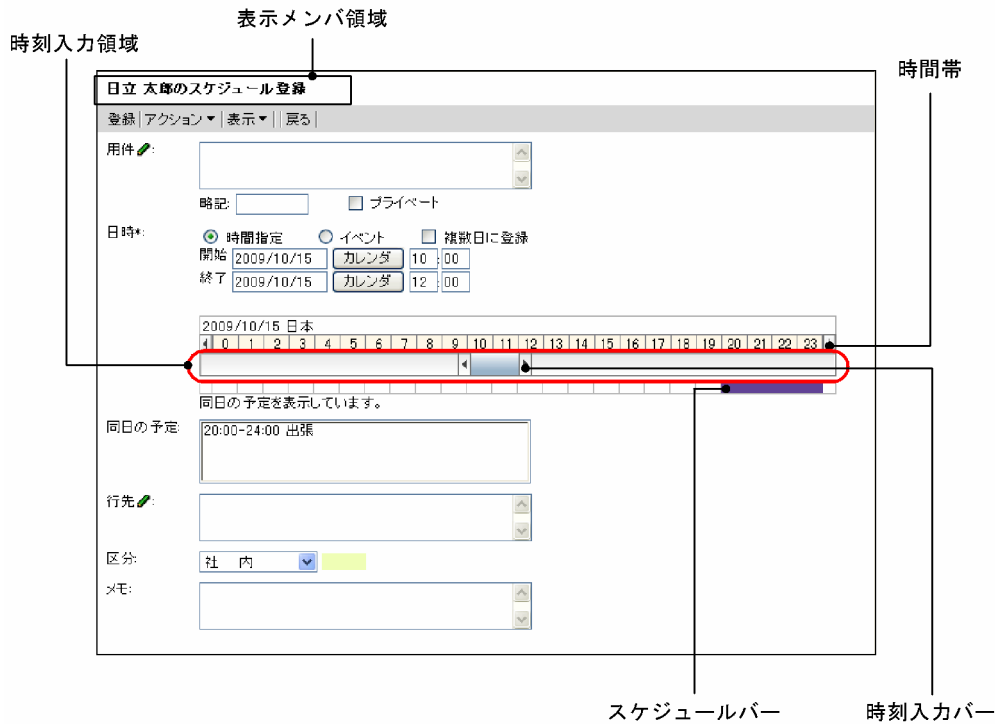 表示メンバ領域
時刻入力領域
時間帯
日立 太郎のスケジュール登録
登録 アクション▼ 表示▼ 戻る
用件:
略記: プライベート
日時*: 時間指定 イベント 複数日に登録
開始 2009/10/15 カレンダ 10 :00
終了 2009/10/15 カレンダ 12 :00
2009/10/15 日本
0 1 2 3 4 5 6 7 8 9 10 11 12 13 14 15 16 17 18 19 20 21 22 23
同日の予定を表示しています。
同日の予定: 20:00-24:00 出張
行先:
区分: 社 内
メモ:
スケジュールバー
時刻入力バー